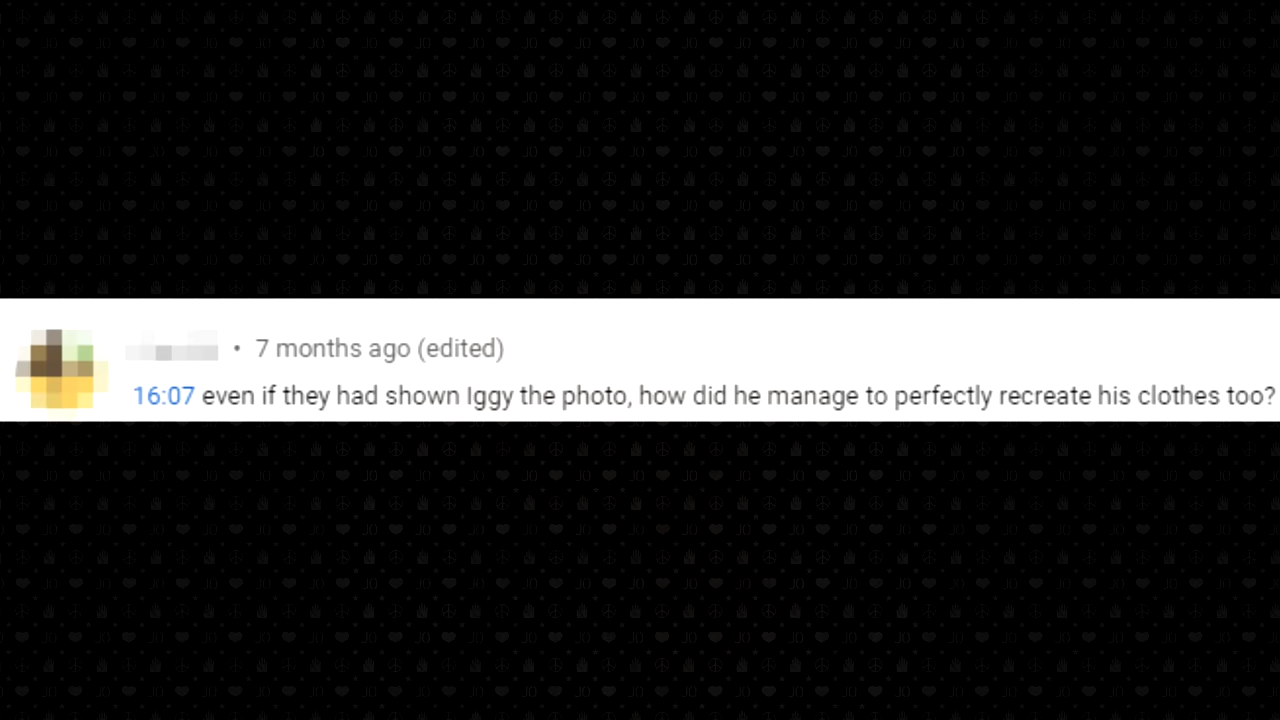 • 7 months ago (edited)
16:07 even if they had shown Iggy the photo, how did he manage to perfectly recreate his clothes too?